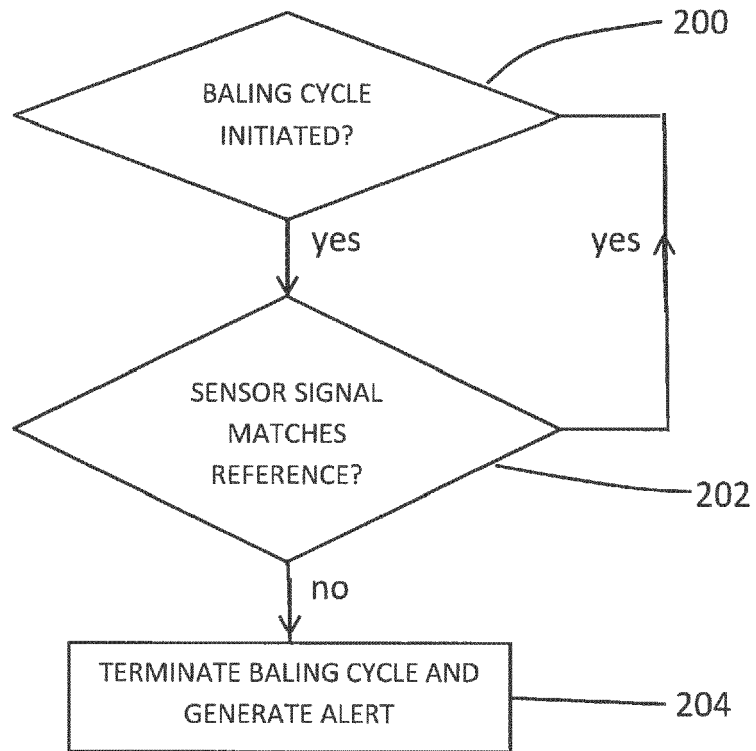 200
BALING CYCLE
INITIATED?
yes
yes
SENSOR SIGNAL
MATCHES
REFERENCE?
202
no
TERMINATE BALING CYCLE AND
GENERATE ALERT
204